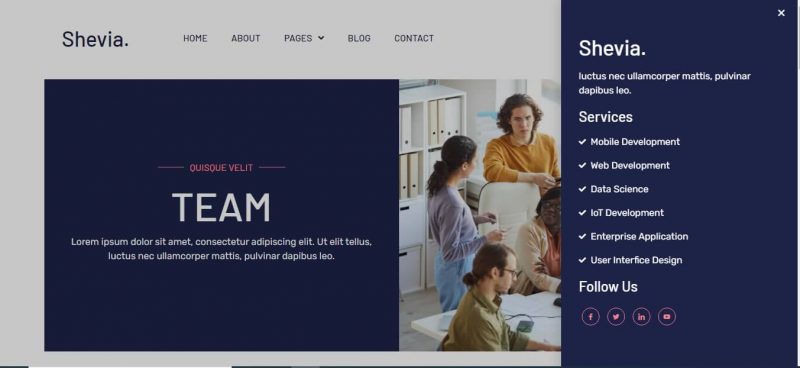 Shevia.
HOME ABOUT PAGES BLOG CONTACT
QUISQUE VELIT
TEAM
Lorem ipsum dolor sit amet, consectetur adipiscing elit. Ut elit tellus,
luctus nec ullamcorper mattis, pulvinar dapibus leo.
Shevia.
luctus nec ullamcorper mattis, pulvinar
dapibus leo.
Services
Mobile Development
Web Development
Data Science
IoT Development
Enterprise Application
User Interfice Design
Follow Us